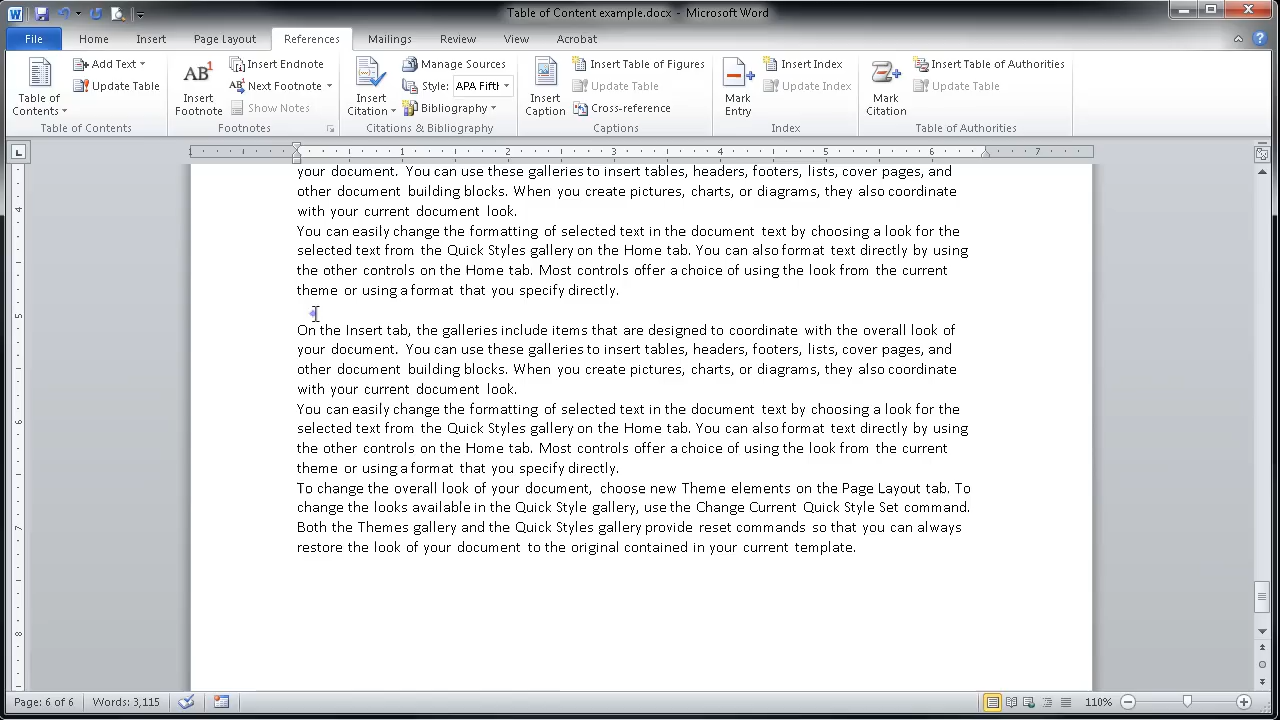 Table of Content example.docx - Microsoft Word
File Home Insert Page Layout References Mailings Review View Acrobat
Table of Contents
Add Text
Update Table
Table of Contents
AB¹
Insert Footnote
Insert Endnote
Next Footnote
Show Notes
Footnotes
Insert Citation
Manage Sources
Style: APA Fifth
Bibliography
Citations & Bibliography
Insert Caption
Insert Table of Figures
Update Table
Cross-reference
Captions
Mark Entry
Insert Index
Update Index
Index
Mark Citation
Insert Table of Authorities
Update Table
Table of Authorities
1 1 2 3 4 5 6 7
your document. You can use these galleries to insert tables, headers, footers, lists, cover pages, and
other document building blocks. When you create pictures, charts, or diagrams, they also coordinate
with your current document look.
You can easily change the formatting of selected text in the document text by choosing a look for the
selected text from the Quick Styles gallery on the Home tab. You can also format text directly by using
the other controls on the Home tab. Most controls offer a choice of using the look from the current
theme or using a format that you specify directly.
On the Insert tab, the galleries include items that are designed to coordinate with the overall look of
your document. You can use these galleries to insert tables, headers, footers, lists, cover pages, and
other document building blocks. When you create pictures, charts, or diagrams, they also coordinate
with your current document look.
You can easily change the formatting of selected text in the document text by choosing a look for the
selected text from the Quick Styles gallery on the Home tab. You can also format text directly by using
the other controls on the Home tab. Most controls offer a choice of using the look from the current
theme or using a format that you specify directly.
To change the overall look of your document, choose new Theme elements on the Page Layout tab. To
change the looks available in the Quick Style gallery, use the Change Current Quick Style Set command.
Both the Themes gallery and the Quick Styles gallery provide reset commands so that you can always
restore the look of your document to the original contained in your current template.
4
5
6
7
8
Page: 6 of 6 Words: 3,115 110%